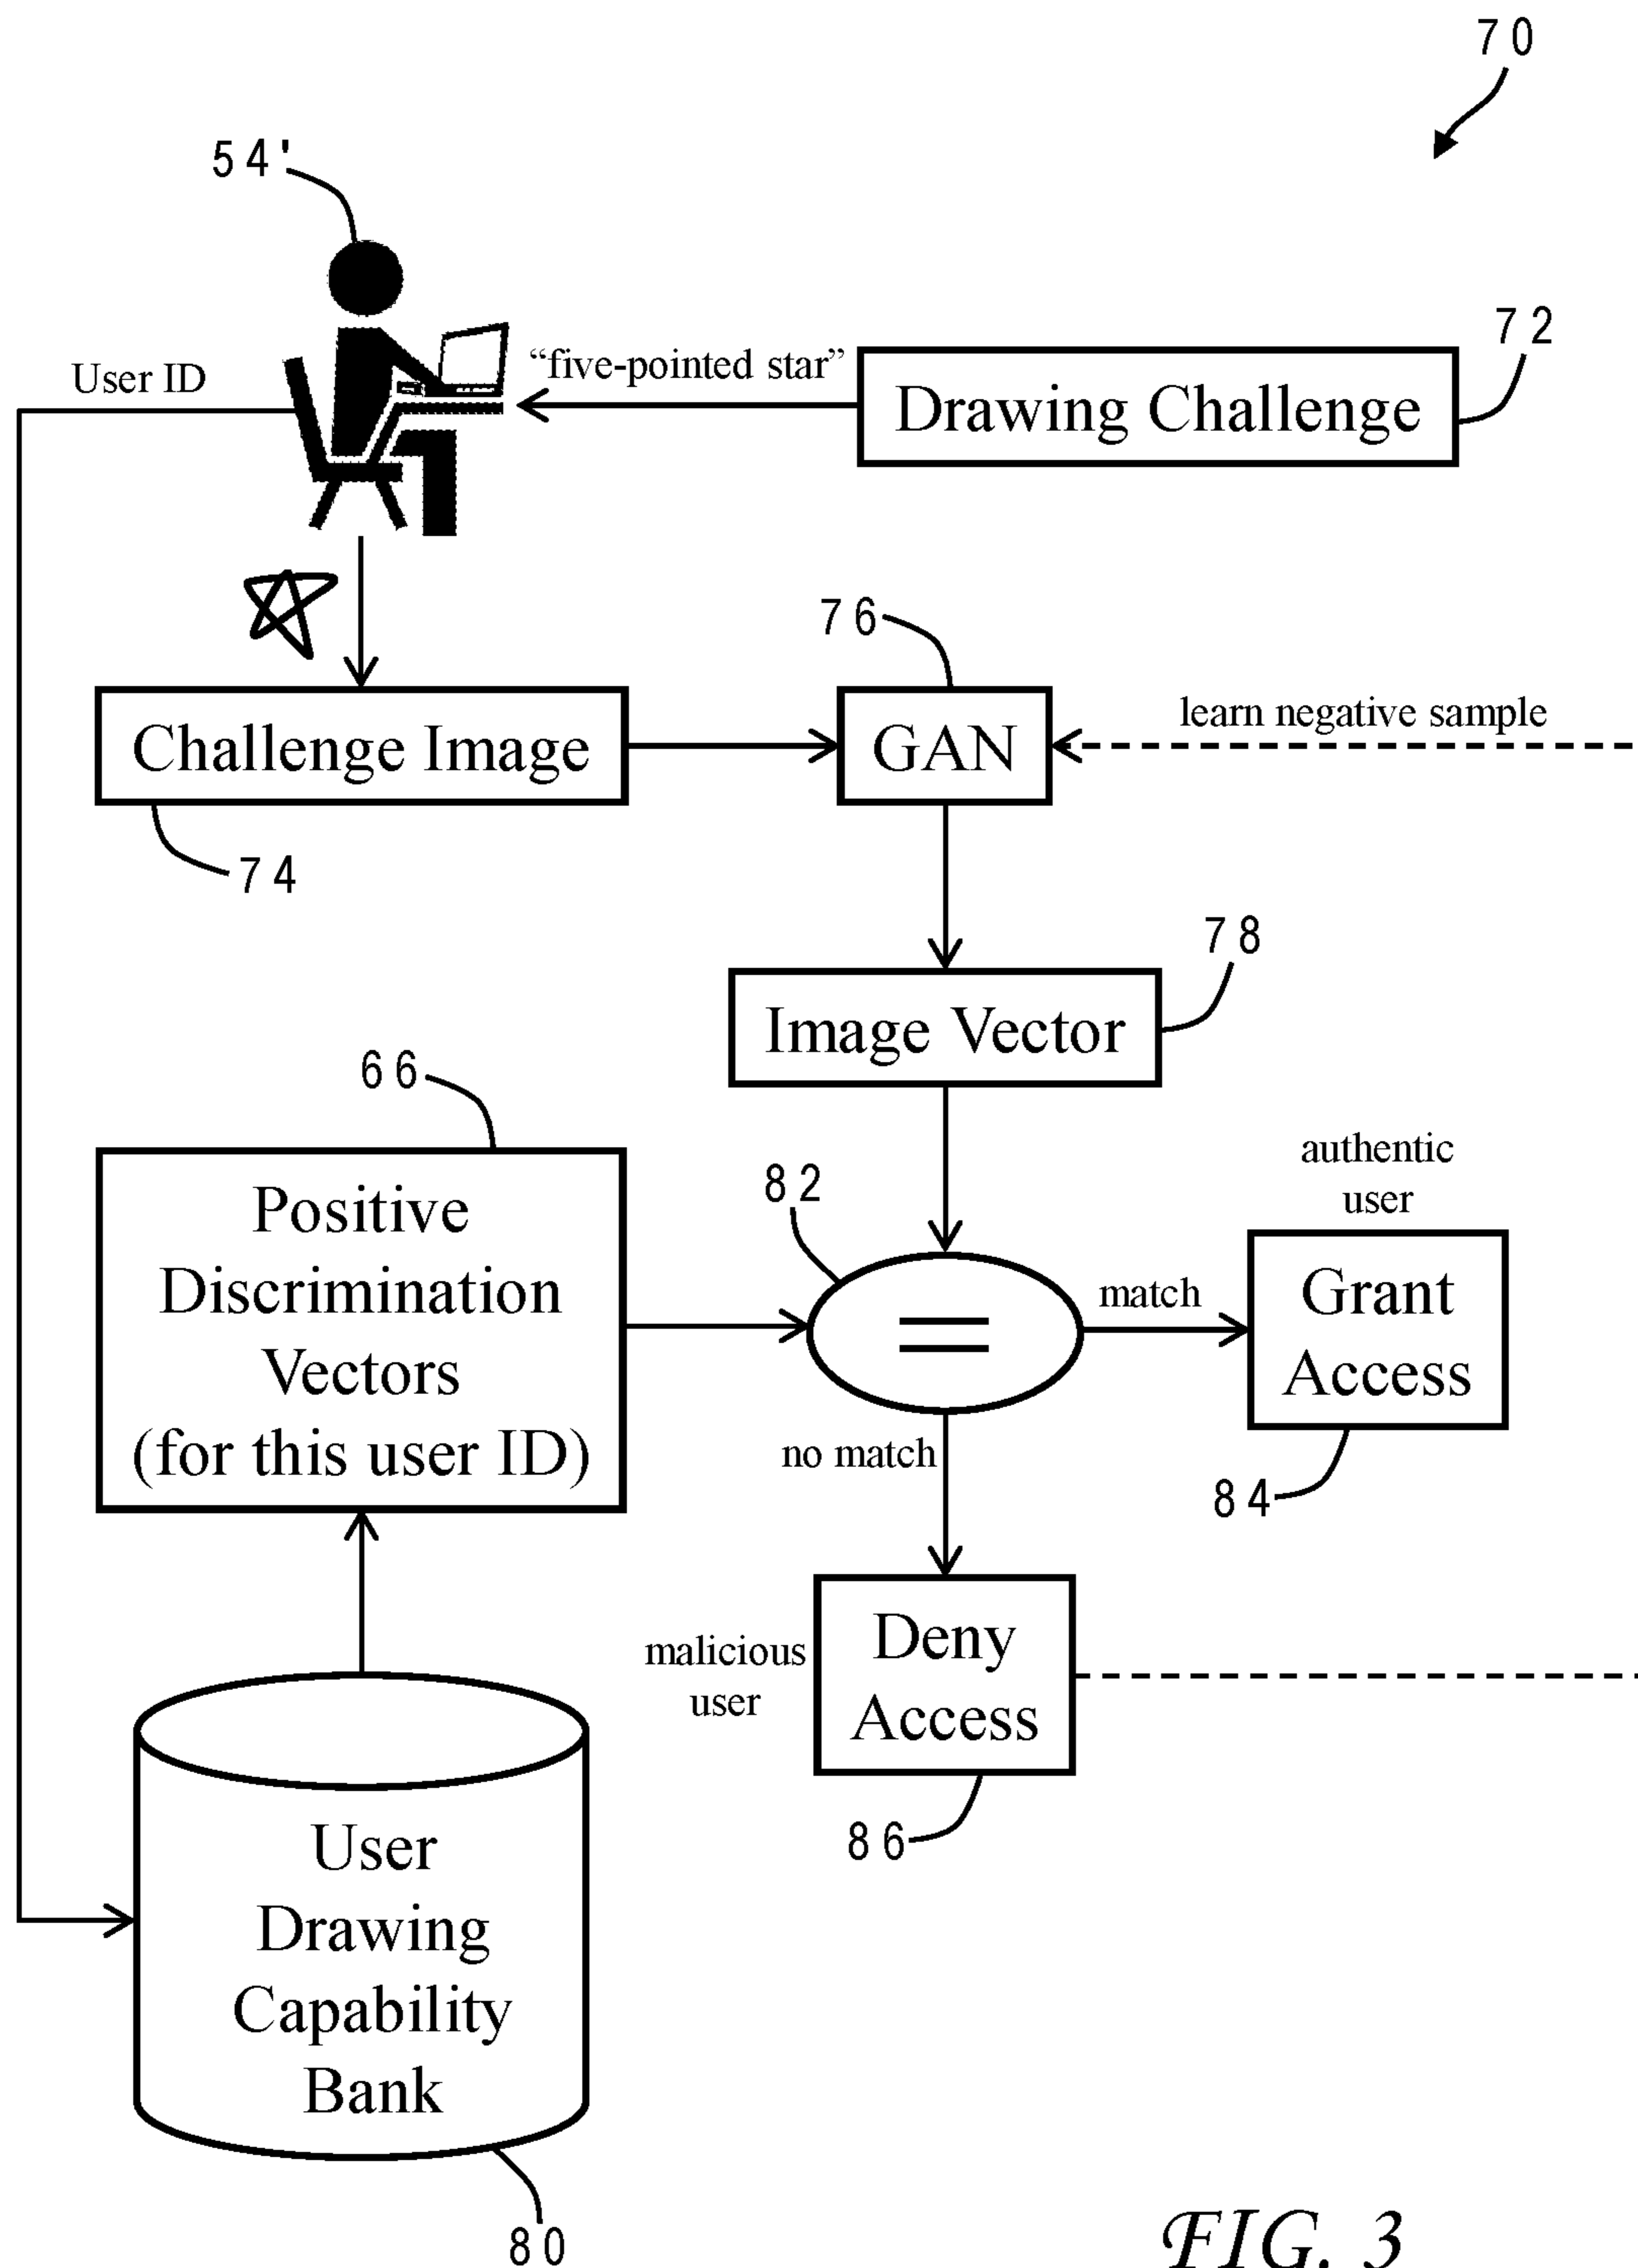 70
54'
72
User ID
“five-pointed star”
Drawing Challenge
76
learn negative sample
Challenge Image
GAN
74
78
Image Vector
66
82
authentic
user
Positive
Discrimination
Vectors
(for this user ID)
=
match
Grant
Access
no match
84
malicious
user
Deny
Access
86
User
Drawing
Capability
Bank
80
FIG. 3